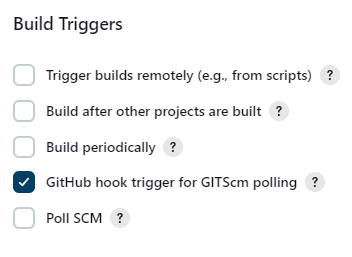 Build Triggers
Trigger builds remotely (e.g., from scripts) ?
Build after other projects are built ?
Build periodically ?
GitHub hook trigger for GITScm polling ?
Poll SCM ?